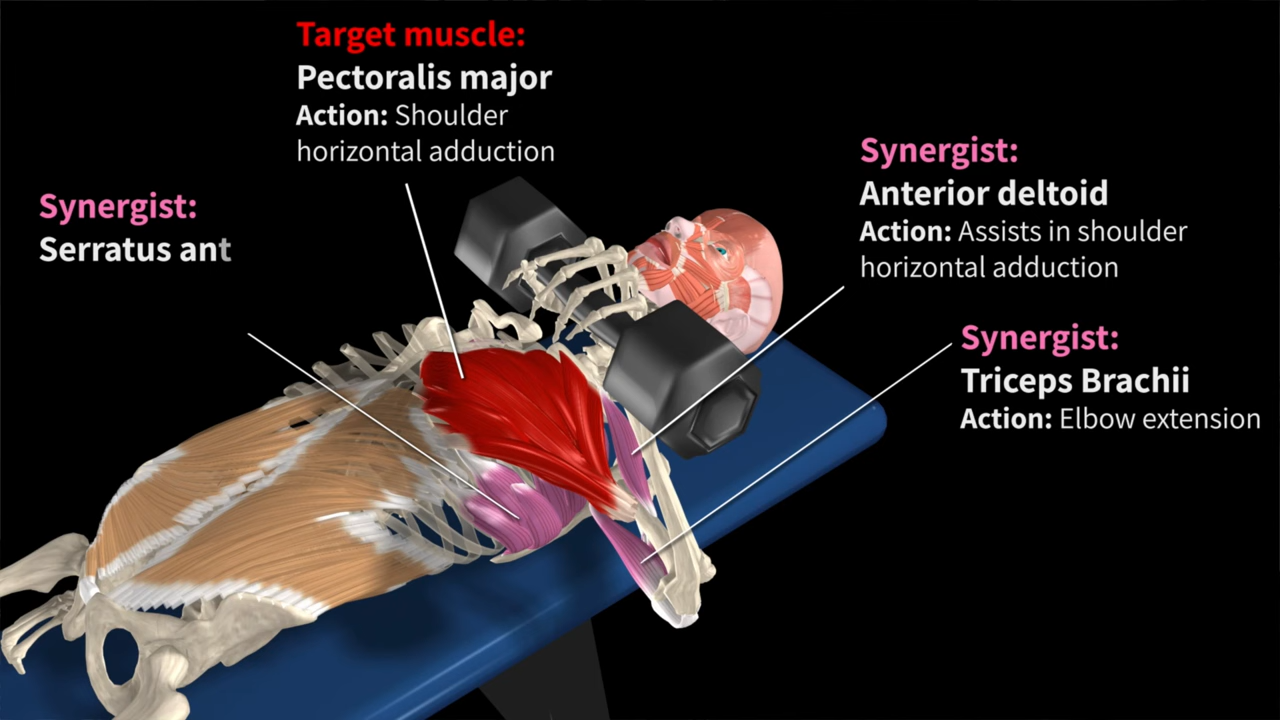 Target muscle:
Pectoralis major
Action: Shoulder
horizontal adduction
Synergist:
Serratus ant
Synergist:
Anterior deltoid
Action: Assists in shoulder
horizontal adduction
Synergist:
Triceps Brachii
Action: Elbow extension